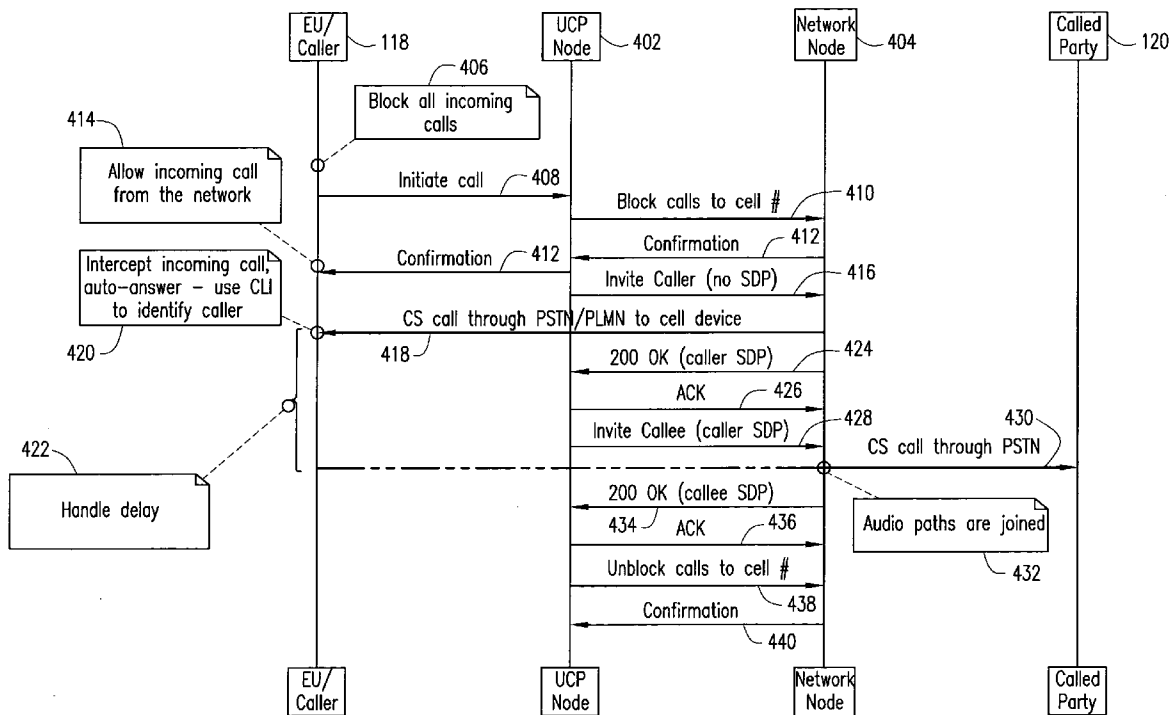 EU/
Caller
118
UCP
Node
402
Network
Node
404
Called
Party
120
406
Block all incoming
calls
414
Allow incoming call
from the network
Initiate call
408
Block calls to cell #
410
Confirmation
412
Confirmation
412
Intercept incoming call,
auto-answer – use CLI
to identify caller
420
Invite Caller (no SDP)
416
CS call through PSTN/PLMN to cell device
418
200 OK (caller SDP)
424
ACK
426
Invite Callee (caller SDP)
428
430
CS call through PSTN
422
Handle delay
200 OK (callee SDP)
434
Audio paths are joined
432
ACK
436
Unblock calls to cell #
438
Confirmation
440
EU/
Caller
UCP
Node
Network
Node
Called
Party